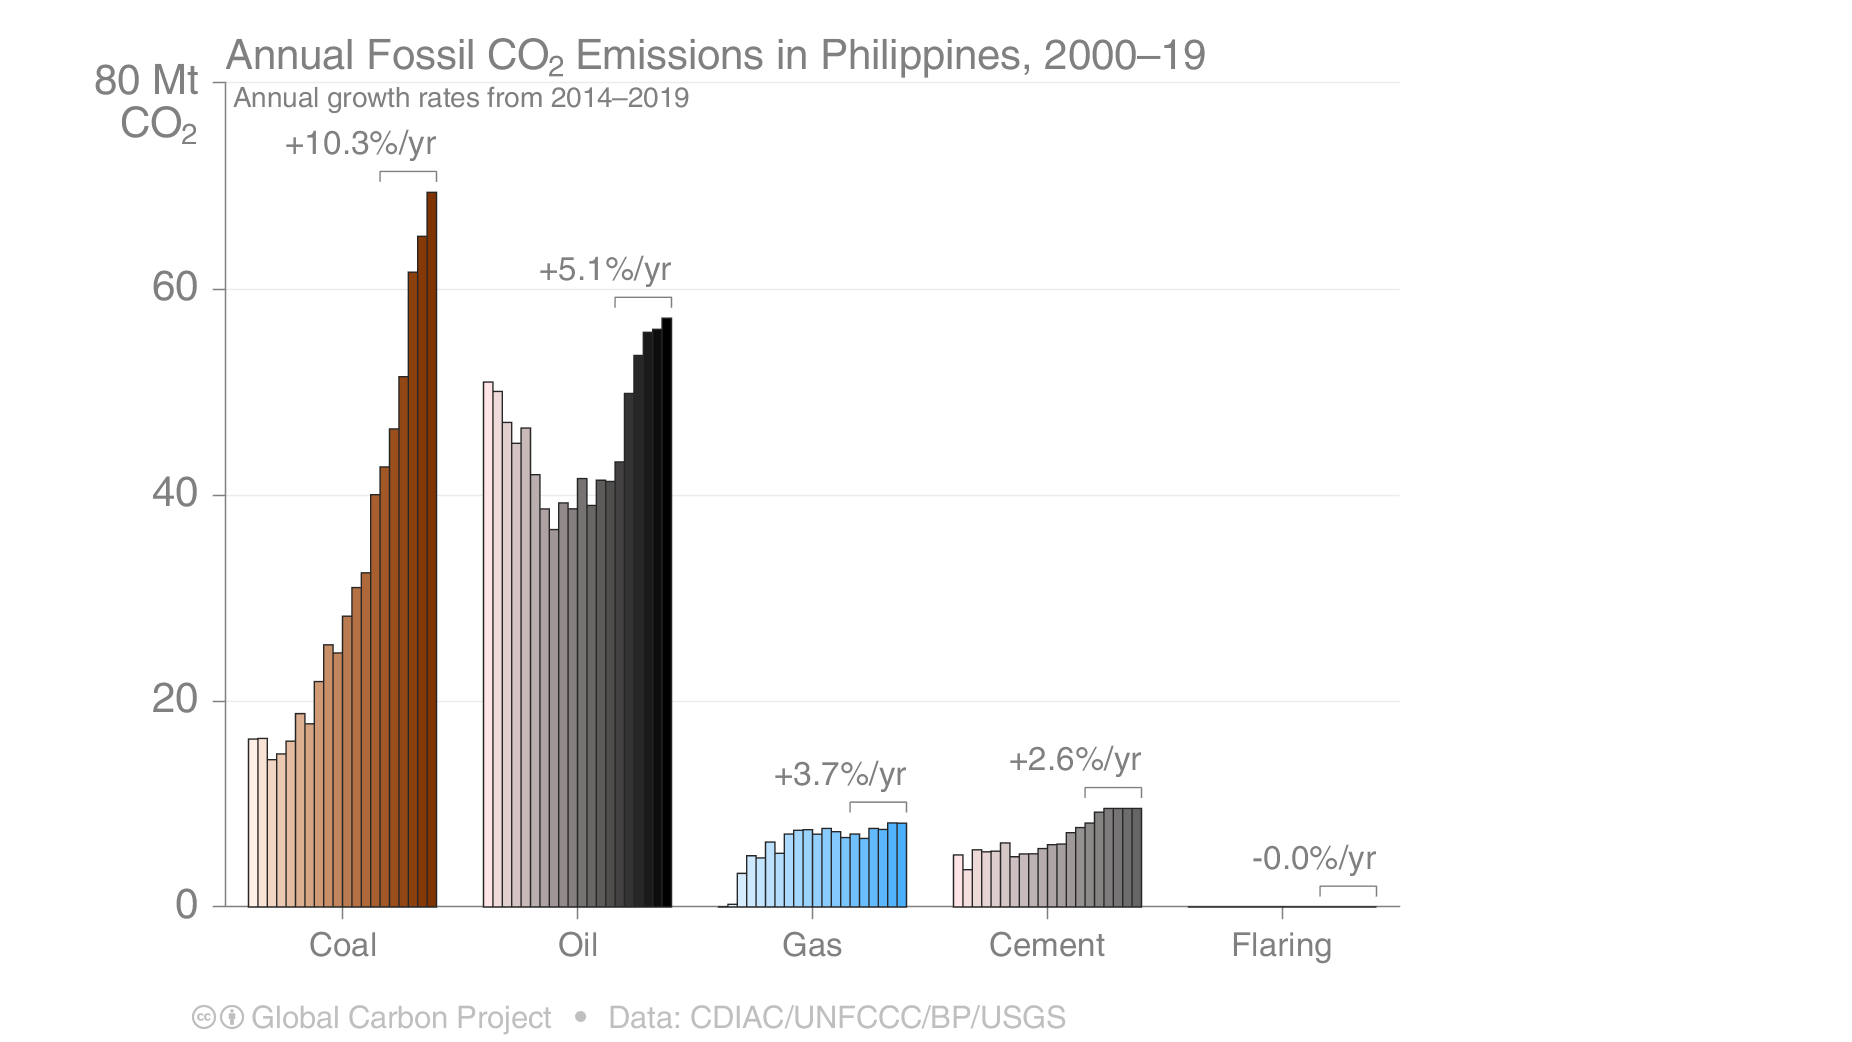 Annual Fossil CO₂ Emissions in Philippines, 2000–19
80 Mt
CO₂
Annual growth rates from 2014–2019
+10.3%/yr
60
+5.1%/yr
40
20
+3.7%/yr
+2.6%/yr
-0.0%/yr
0
Coal Oil Gas Cement Flaring
cc Global Carbon Project • Data: CDIAC/UNFCCC/BP/USGS